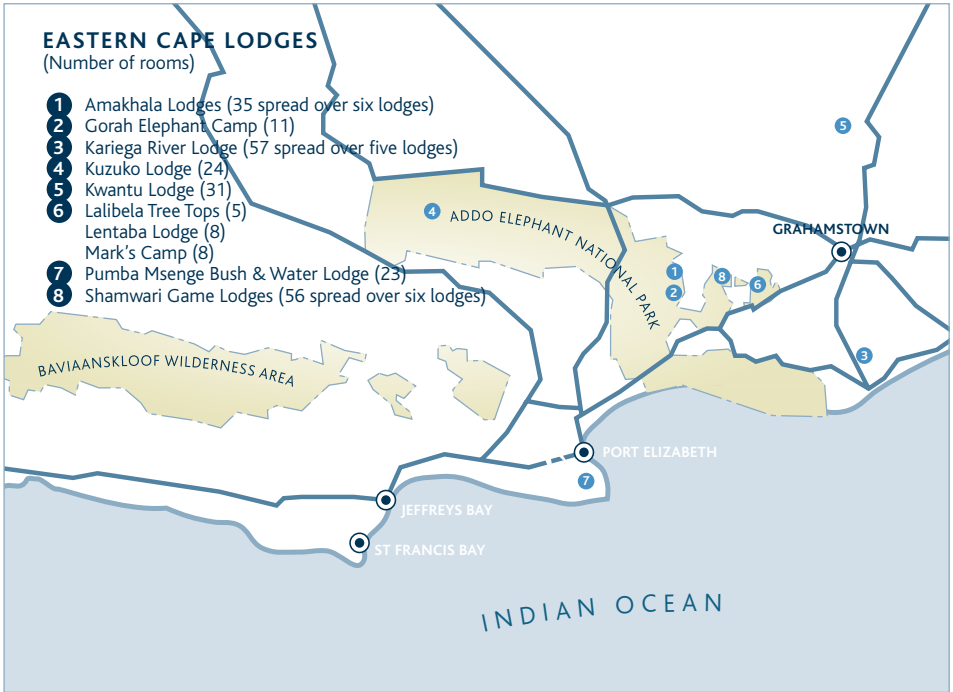 EASTERN CAPE LODGES
(Number of rooms)
1 Amakhala Lodges (35 spread over six lodges)
2 Gorah Elephant Camp (11)
3 Kariega River Lodge (57 spread over five lodges)
4 Kuzuko Lodge (24)
5 Kwantu Lodge (31)
6 Lalibela Tree Tops (5)
Lentaba Lodge (8)
Mark's Camp (8)
7 Pumba Msenge Bush & Water Lodge (23)
8 Shamwari Game Lodges (56 spread over six lodges)
5
4
ADDO ELEPHANT NATIONAL PARK
GRAHAMSTOWN
1
2
8
6
3
BAVIAANSKLOOF WILDERNESS AREA
PORT ELIZABETH
7
JEFFREYS BAY
ST FRANCIS BAY
INDIAN OCEAN